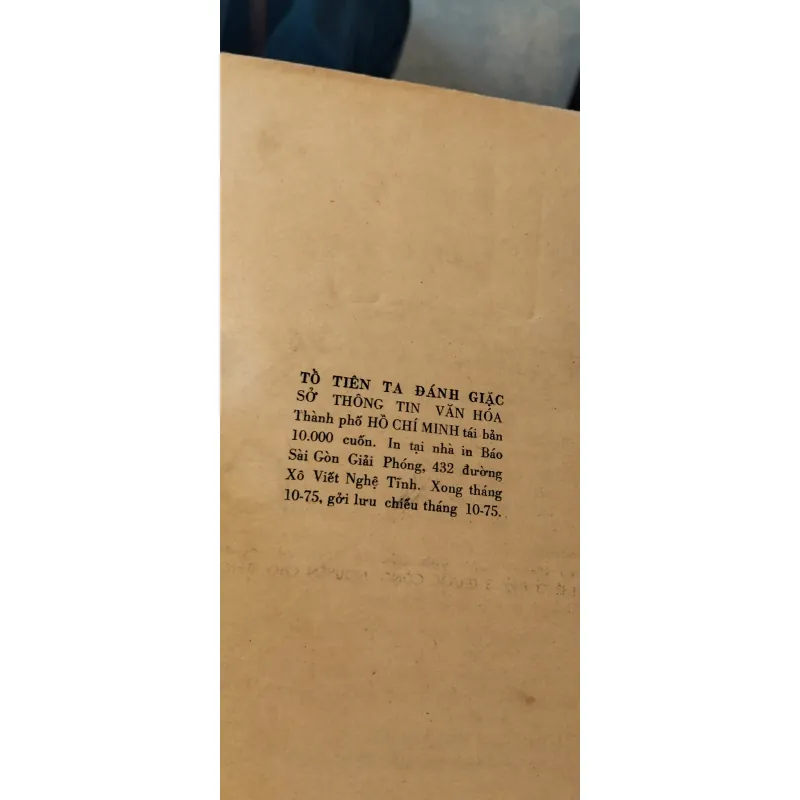 TỔ TIÊN TA ĐÁNH GIẶC
SỞ THÔNG TIN VĂN HÓA
Thành phố HỒ CHÍ MINH tái bản
10.000 cuốn. In tại nhà in Báo
Sài Gòn Giải Phóng, 432 đường
Xô Viết Nghệ Tĩnh. Xong tháng
10-75, gởi lưu chiểu tháng 10-75.